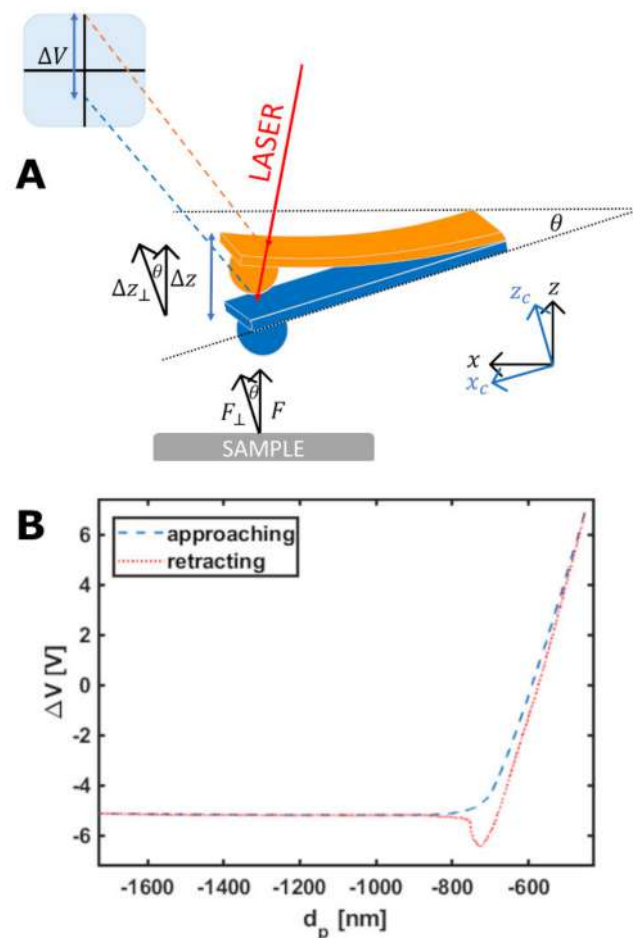 ΔV
A
LASER
θ
Δz⊥ θ Δz
z_c z
x
x_c
F⊥ θ F
SAMPLE
B
approaching
retracting
6
4
2
0
-2
-4
-6
ΔV [V]
-1600 -1400 -1200 -1000 -800 -600
d_p [nm]